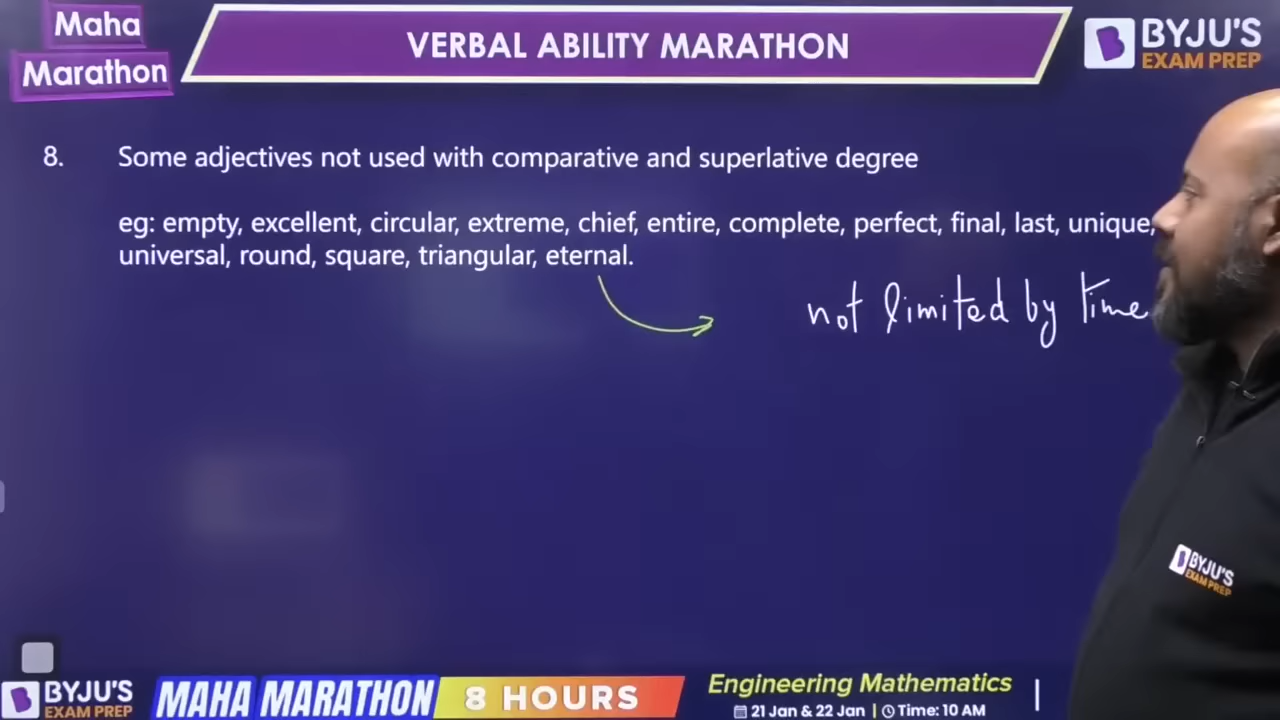 Maha
Marathon
VERBAL ABILITY MARATHON
BYJU'S
EXAM PREP
8. Some adjectives not used with comparative and superlative degree
eg: empty, excellent, circular, extreme, chief, entire, complete, perfect, final, last, unique,
universal, round, square, triangular, eternal.
not limited by time
BYJU'S
EXAM PREP
BYJU'S
EXAM PREP
MAHA MARATHON
8 HOURS
Engineering Mathematics
21 Jan & 22 Jan | Time: 10 AM